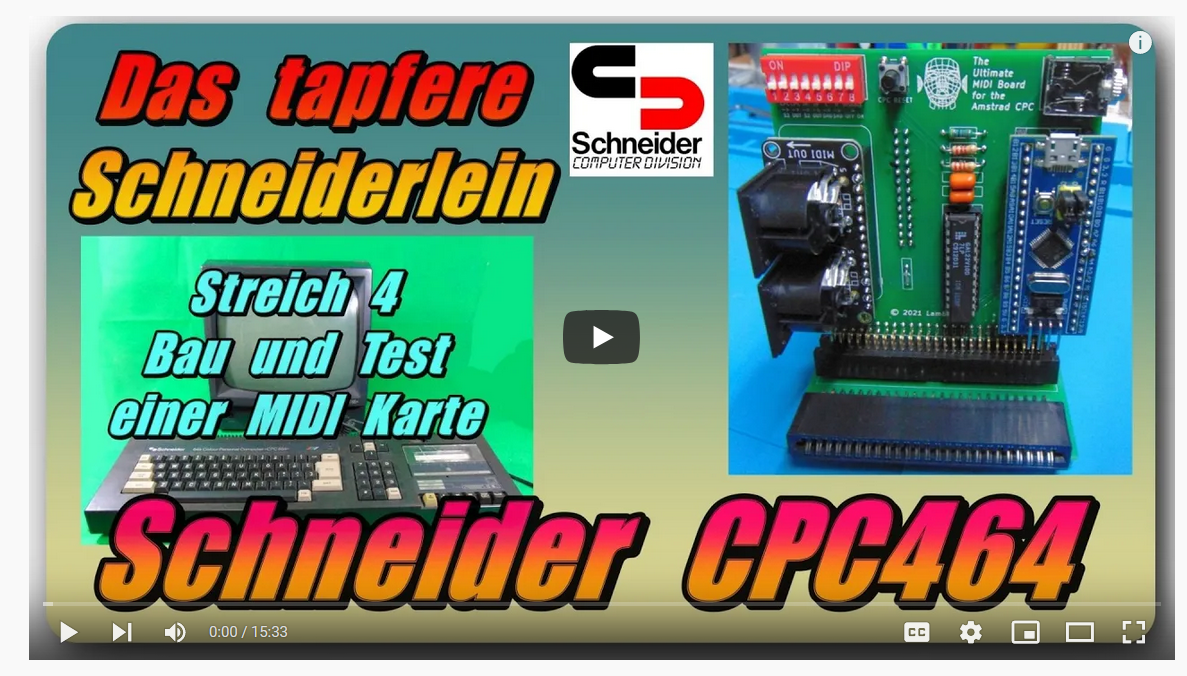 Das tapfere
Schneiderlein
Schneider
COMPUTER DIVISION
Streich 4
Bau und Test
einer MIDI Karte
ON DIP
1 2 3 4 5 6 7 8
CPC RESET
The
Ultimate
MIDI Board
for the
Amstrad CPC
MIDI OUT
RESET
© 2021
Schneider CPC464
0:00 / 15:33
CC